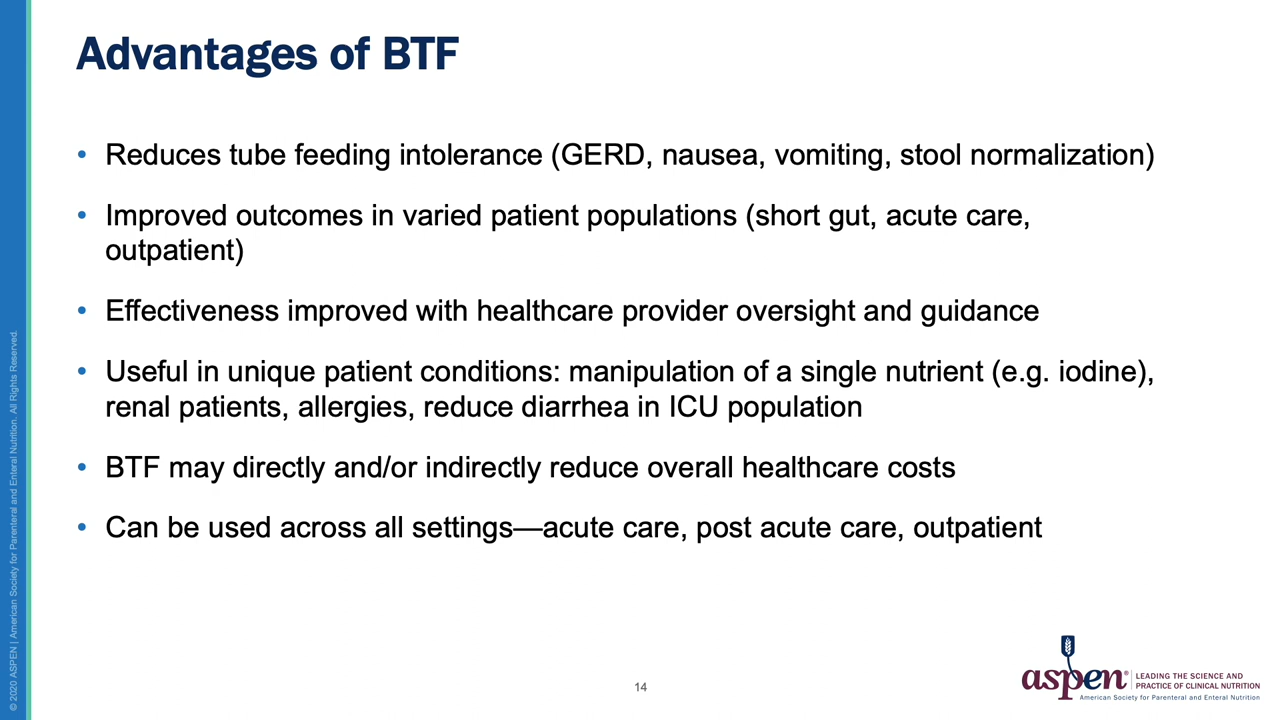 Advantages of BTF
• Reduces tube feeding intolerance (GERD, nausea, vomiting, stool normalization)
• Improved outcomes in varied patient populations (short gut, acute care,
outpatient)
• Effectiveness improved with healthcare provider oversight and guidance
• Useful in unique patient conditions: manipulation of a single nutrient (e.g. iodine),
renal patients, allergies, reduce diarrhea in ICU population
• BTF may directly and/or indirectly reduce overall healthcare costs
• Can be used across all settings—acute care, post acute care, outpatient
© 2020 ASPEN | American Society for Parenteral and Enteral Nutrition. All Rights Reserved.
14
aspen®
LEADING THE SCIENCE AND
PRACTICE OF CLINICAL NUTRITION
American Society for Parenteral and Enteral Nutrition